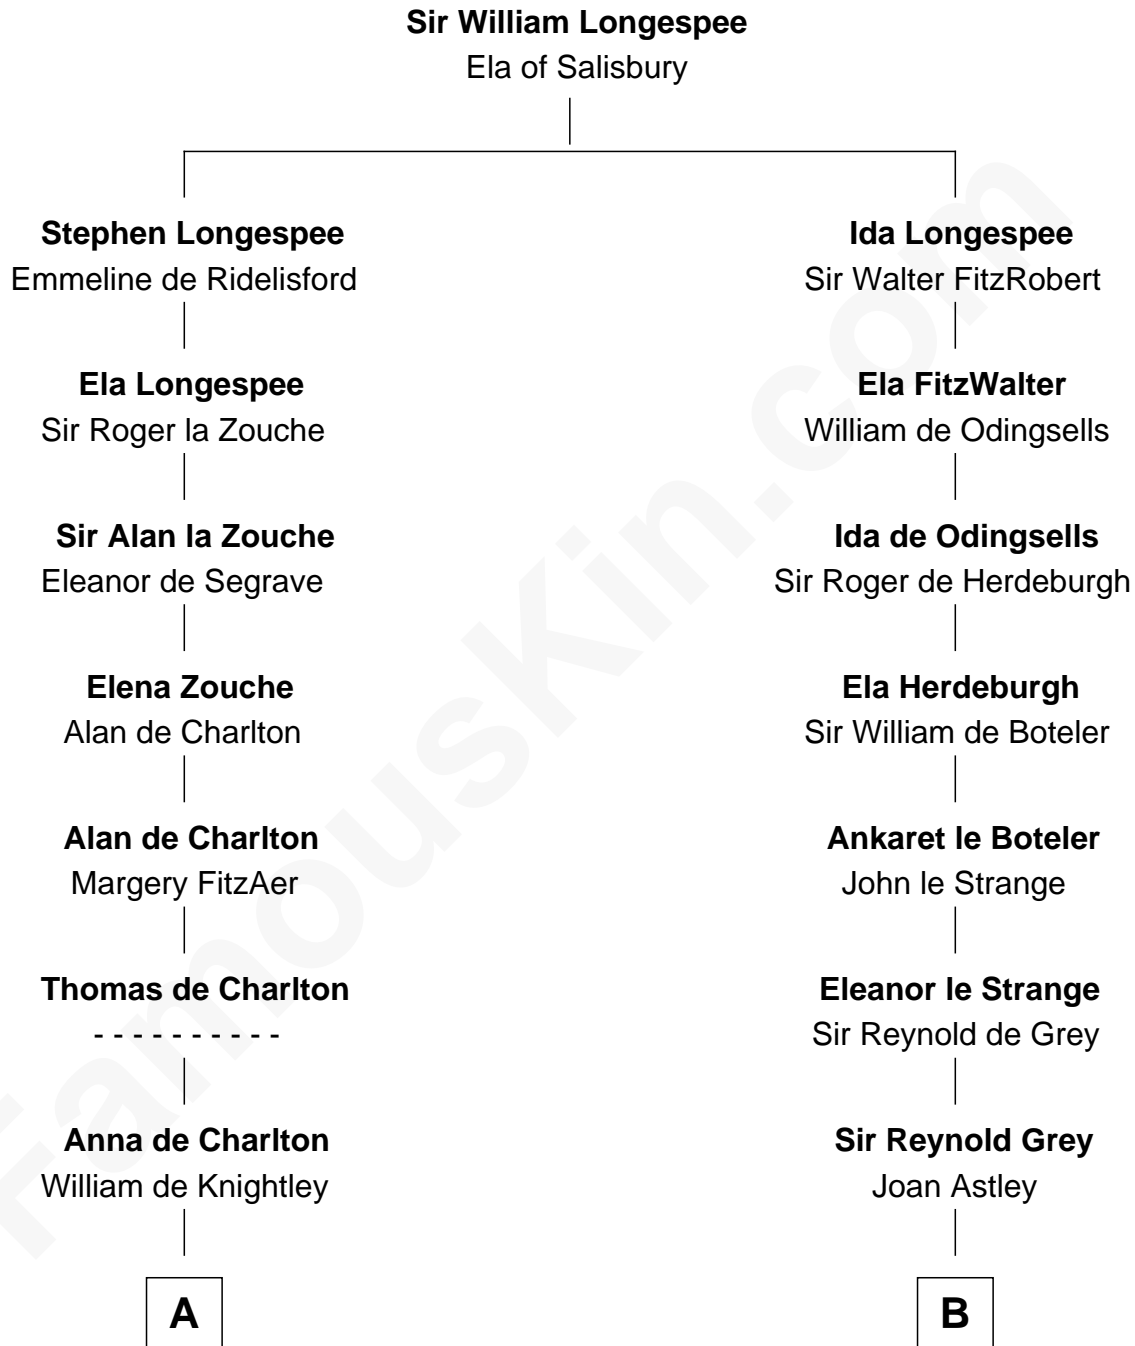 Sir William Longespee
Ela of Salisbury
Stephen Longespee
Emmeline de Ridelisford
Ida Longespee
Sir Walter FitzRobert
Ela Longespee
Sir Roger la Zouche
Ela FitzWalter
William de Odingsells
Sir Alan la Zouche
Eleanor de Segrave
Ida de Odingsells
Sir Roger de Herdeburgh
Elena Zouche
Alan de Charlton
Ela Herdeburgh
Sir William de Boteler
Alan de Charlton
Margery FitzAer
Ankaret le Boteler
John le Strange
Thomas de Charlton
- - - - - - - - - -
Eleanor le Strange
Sir Reynold de Grey
Anna de Charlton
William de Knightley
Sir Reynold Grey
Joan Astley
A
B
FamousKin.com